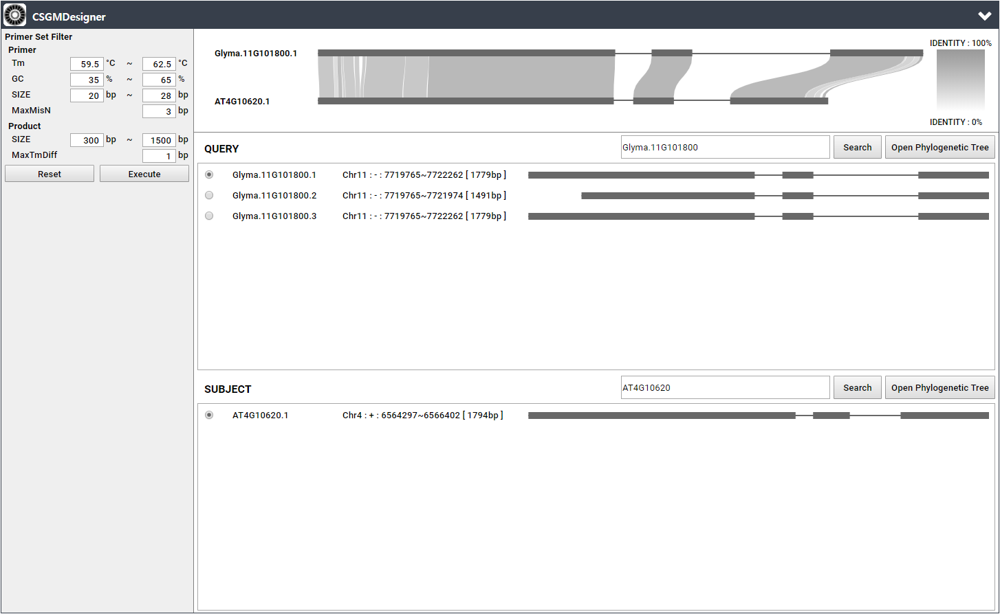 CSGMDesigner
Primer Set Filter
Primer
Tm 59.5 °C ~ 62.5 °C
GC 35 % ~ 65 %
SIZE 20 bp ~ 28 bp
MaxMisN 3 bp
Product
SIZE 300 bp ~ 1500 bp
MaxTmDiff 1 bp
Reset Execute
IDENTITY : 100%
Glyma.11G101800.1
AT4G10620.1
IDENTITY : 0%
QUERY Glyma.11G101800 Search Open Phylogenetic Tree
Glyma.11G101800.1 Chr11 : - : 7719765~7722262 [ 1779bp ]
Glyma.11G101800.2 Chr11 : - : 7719765~7721974 [ 1491bp ]
Glyma.11G101800.3 Chr11 : - : 7719765~7722262 [ 1779bp ]
SUBJECT AT4G10620 Search Open Phylogenetic Tree
AT4G10620.1 Chr4 : + : 6564297~6566402 [ 1794bp ]